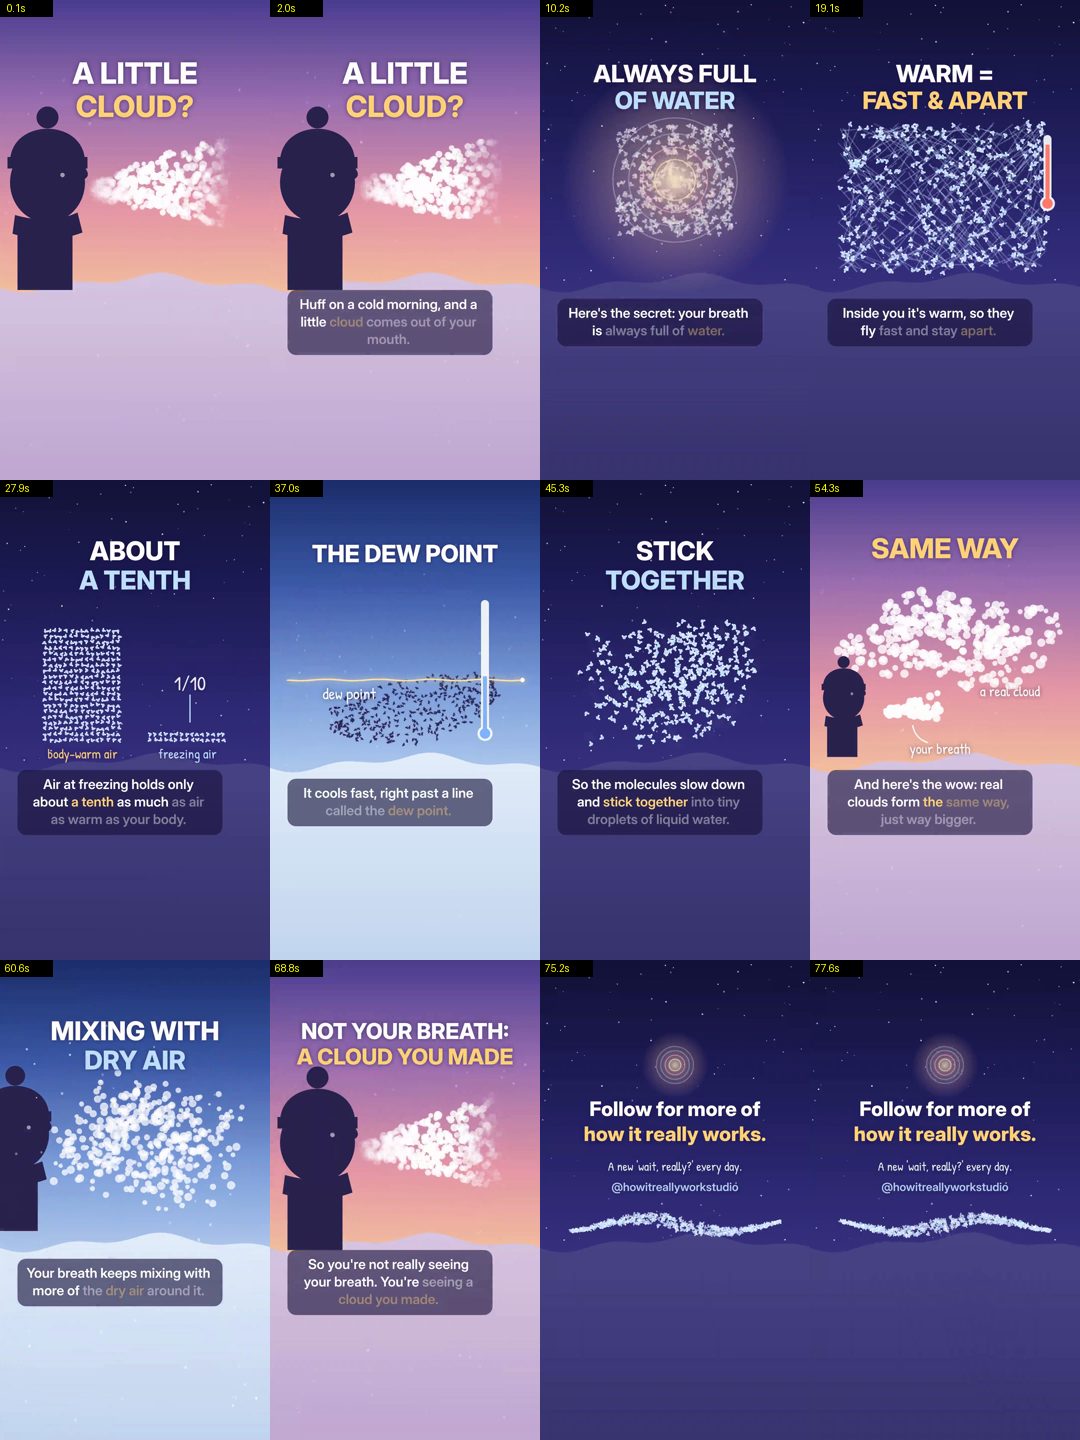 0.1s
A LITTLE
CLOUD?
2.0s
A LITTLE
CLOUD?
Huff on a cold morning, and a
little cloud comes out of your
mouth.
10.2s
ALWAYS FULL
OF WATER
Here's the secret: your breath
is always full of water.
19.1s
WARM =
FAST & APART
Inside you it's warm, so they
fly fast and stay apart.
27.9s
ABOUT
A TENTH
1/10
body-warm air
freezing air
Air at freezing holds only
about a tenth as much as air
as warm as your body.
37.0s
THE DEW POINT
dew point
It cools fast, right past a line
called the dew point.
45.3s
STICK
TOGETHER
So the molecules slow down
and stick together into tiny
droplets of liquid water.
54.3s
SAME WAY
a real cloud
your breath
And here's the wow: real
clouds form the same way,
just way bigger.
60.6s
MIXING WITH
DRY AIR
Your breath keeps mixing with
more of the dry air around it.
68.8s
NOT YOUR BREATH:
A CLOUD YOU MADE
So you're not really seeing
your breath. You're seeing a
cloud you made.
75.2s
Follow for more of
how it really works.
A new 'wait, really?' every day.
@howitreallyworkstudio
77.6s
Follow for more of
how it really works.
A new 'wait, really?' every day.
@howitreallyworkstudio